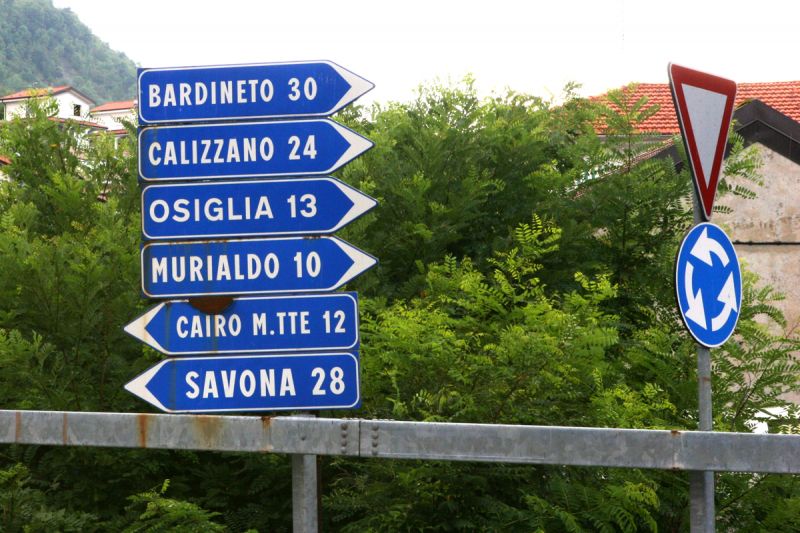 BARDINETO 30
CALIZZANO 24
OSIGLIA 13
MURIALDO 10
CAIRO M.TTE 12
SAVONA 28